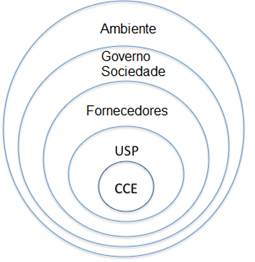 Ambiente
Governo
Sociedade
Fornecedores
USP
CCE